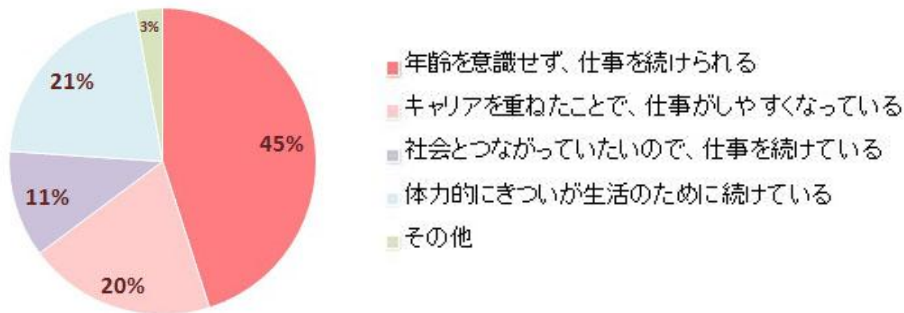 3%
21%
45%
11%
20%
年齢を意識せず、仕事を続けられる
キャリアを重ねたことで、仕事がしやすくなっている
社会とつながっていたいので、仕事を続けている
体力的にきついが生活のために続けている
その他